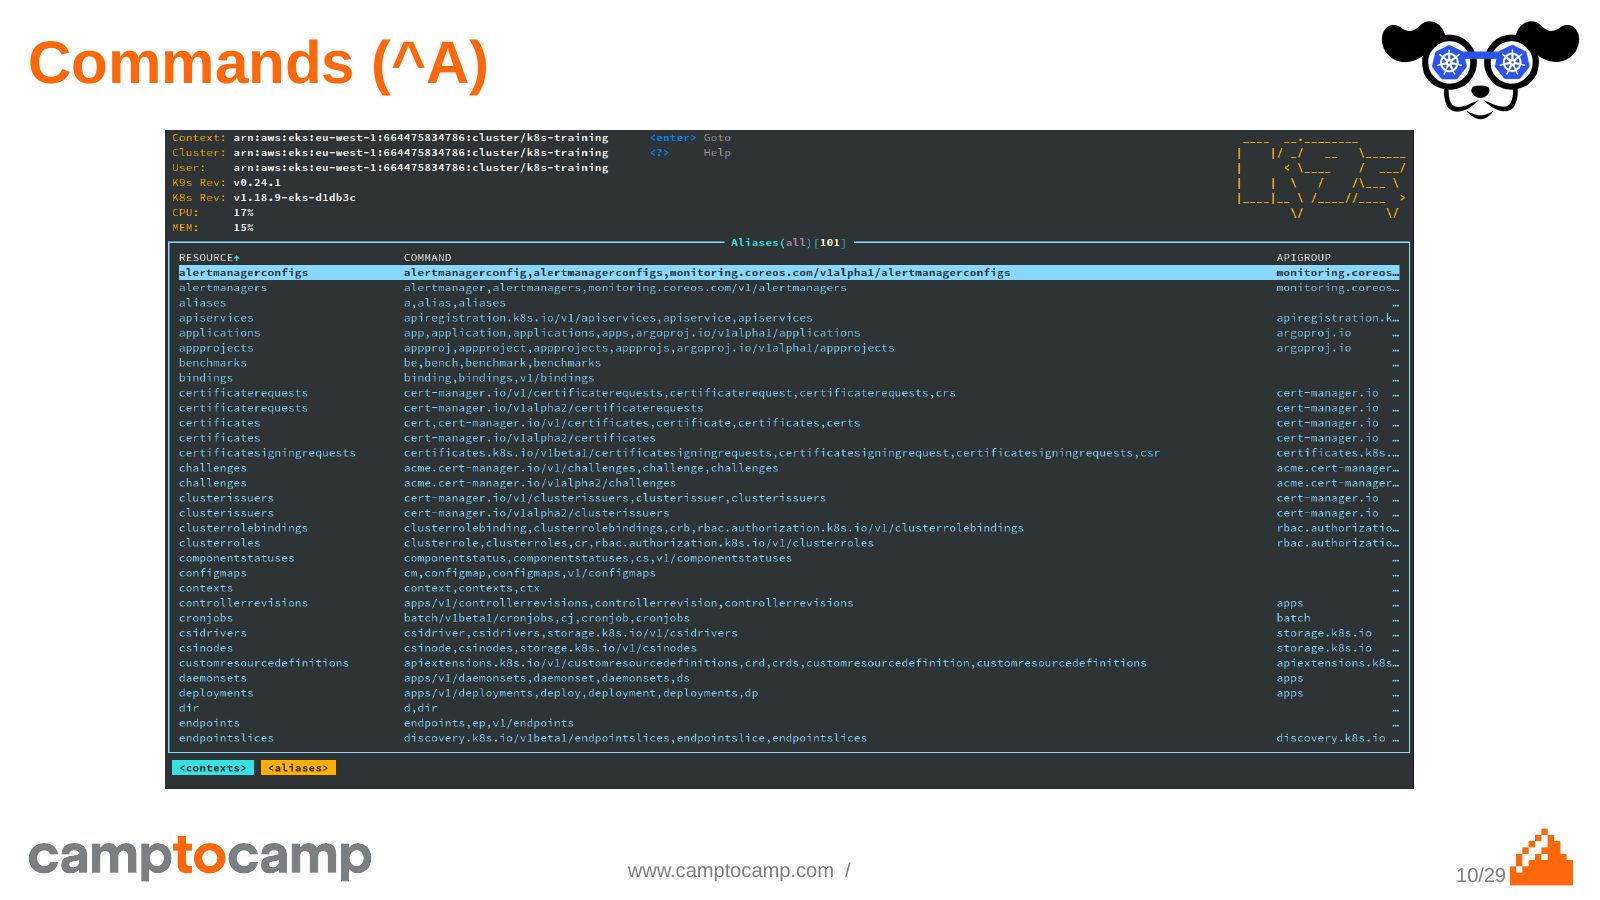 Commands (^A)
Context: arn:aws:eks:eu-west-1:664475834786:cluster/k8s-training <enter> Goto
Cluster: arn:aws:eks:eu-west-1:664475834786:cluster/k8s-training <?> Help
User: arn:aws:eks:eu-west-1:664475834786:cluster/k8s-training
K9s Rev: v0.24.1
K8s Rev: v1.18.9-eks-d1db3c
CPU: 17%
MEM: 15%
Aliases(all)[101]
RESOURCE↑ COMMAND APIGROUP
alertmanagerconfigs alertmanagerconfig,alertmanagerconfigs,monitoring.coreos.com/v1alpha1/alertmanagerconfigs monitoring.coreos…
alertmanagers alertmanager,alertmanagers,monitoring.coreos.com/v1/alertmanagers monitoring.coreos…
aliases a,alias,aliases …
apiservices apiregistration.k8s.io/v1/apiservices,apiservice,apiservices apiregistration.k…
applications app,application,applications,apps,argoproj.io/v1alpha1/applications argoproj.io …
appprojects appproj,appproject,appprojects,appprojs,argoproj.io/v1alpha1/appprojects argoproj.io …
benchmarks be,bench,benchmark,benchmarks …
bindings binding,bindings,v1/bindings …
certificaterequests cert-manager.io/v1/certificaterequests,certificaterequest,certificaterequests,crs cert-manager.io …
certificaterequests cert-manager.io/v1alpha2/certificaterequests cert-manager.io …
certificates cert,cert-manager.io/v1/certificates,certificate,certificates,certs cert-manager.io …
certificates cert-manager.io/v1alpha2/certificates cert-manager.io …
certificatesigningrequests certificates.k8s.io/v1beta1/certificatesigningrequests,certificatesigningrequest,certificatesigningrequests,csr certificates.k8s.…
challenges acme.cert-manager.io/v1/challenges,challenge,challenges acme.cert-manager…
challenges acme.cert-manager.io/v1alpha2/challenges acme.cert-manager…
clusterissuers cert-manager.io/v1/clusterissuers,clusterissuer,clusterissuers cert-manager.io …
clusterissuers cert-manager.io/v1alpha2/clusterissuers cert-manager.io …
clusterrolebindings clusterrolebinding,clusterrolebindings,crb,rbac.authorization.k8s.io/v1/clusterrolebindings rbac.authorizatio…
clusterroles clusterrole,clusterroles,cr,rbac.authorization.k8s.io/v1/clusterroles rbac.authorizatio…
componentstatuses componentstatus,componentstatuses,cs,v1/componentstatuses …
configmaps cm,configmap,configmaps,v1/configmaps …
contexts context,contexts,ctx …
controllerrevisions apps/v1/controllerrevisions,controllerrevision,controllerrevisions apps …
cronjobs batch/v1beta1/cronjobs,cj,cronjob,cronjobs batch …
csidrivers csidriver,csidrivers,storage.k8s.io/v1/csidrivers storage.k8s.io …
csinodes csinode,csinodes,storage.k8s.io/v1/csinodes storage.k8s.io …
customresourcedefinitions apiextensions.k8s.io/v1/customresourcedefinitions,crd,crds,customresourcedefinition,customresourcedefinitions apiextensions.k8s…
daemonsets apps/v1/daemonsets,daemonset,daemonsets,ds apps …
deployments apps/v1/deployments,deploy,deployment,deployments,dp apps …
dir d,dir …
endpoints endpoints,ep,v1/endpoints …
endpointslices discovery.k8s.io/v1beta1/endpointslices,endpointslice,endpointslices discovery.k8s.io …
<contexts> <aliases>
camptocamp
www.camptocamp.com /
10/29